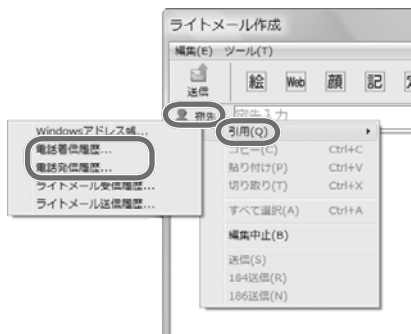 ライトメール作成
編集(E) ツール(T)
送信 絵 Web 顔 記
宛先 宛先入力
Windowsアドレス帳...
電話着信履歴...
電話発信履歴...
ライトメール受信履歴...
ライトメール送信履歴...
引用(Q)
コピー(C) Ctrl+C
貼り付け(P) Ctrl+V
切り取り(T) Ctrl+X
すべて選択(A) Ctrl+A
編集中止(B)
送信(S)
184送信(R)
186送信(N)